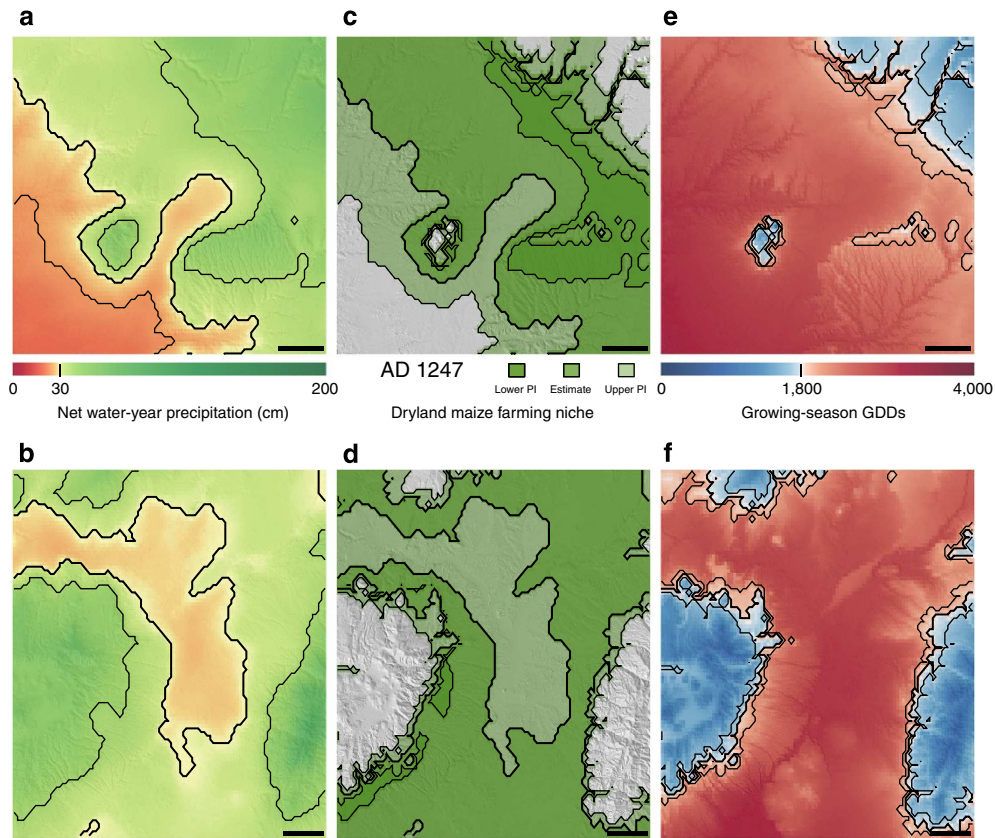 a
c
e
0
30
200
Net water-year precipitation (cm)
AD 1247
Lower PI
Estimate
Upper PI
Dryland maize farming niche
0
1,800
4,000
Growing-season GDDs
b
d
f